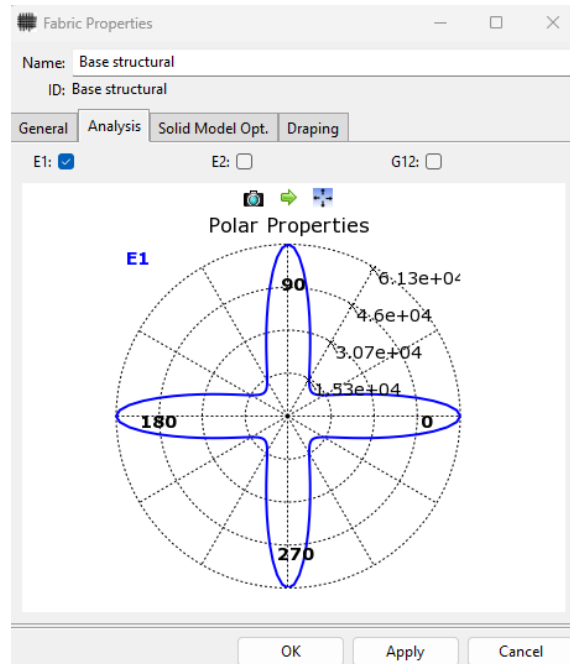 Fabric Properties
Name: Base structural
ID: Base structural
General Analysis Solid Model Opt. Draping
E1: E2: G12:
Polar Properties
E1
90
6.13e+04
4.6e+04
3.07e+04
1.53e+04
180 0
270
OK Apply Cancel